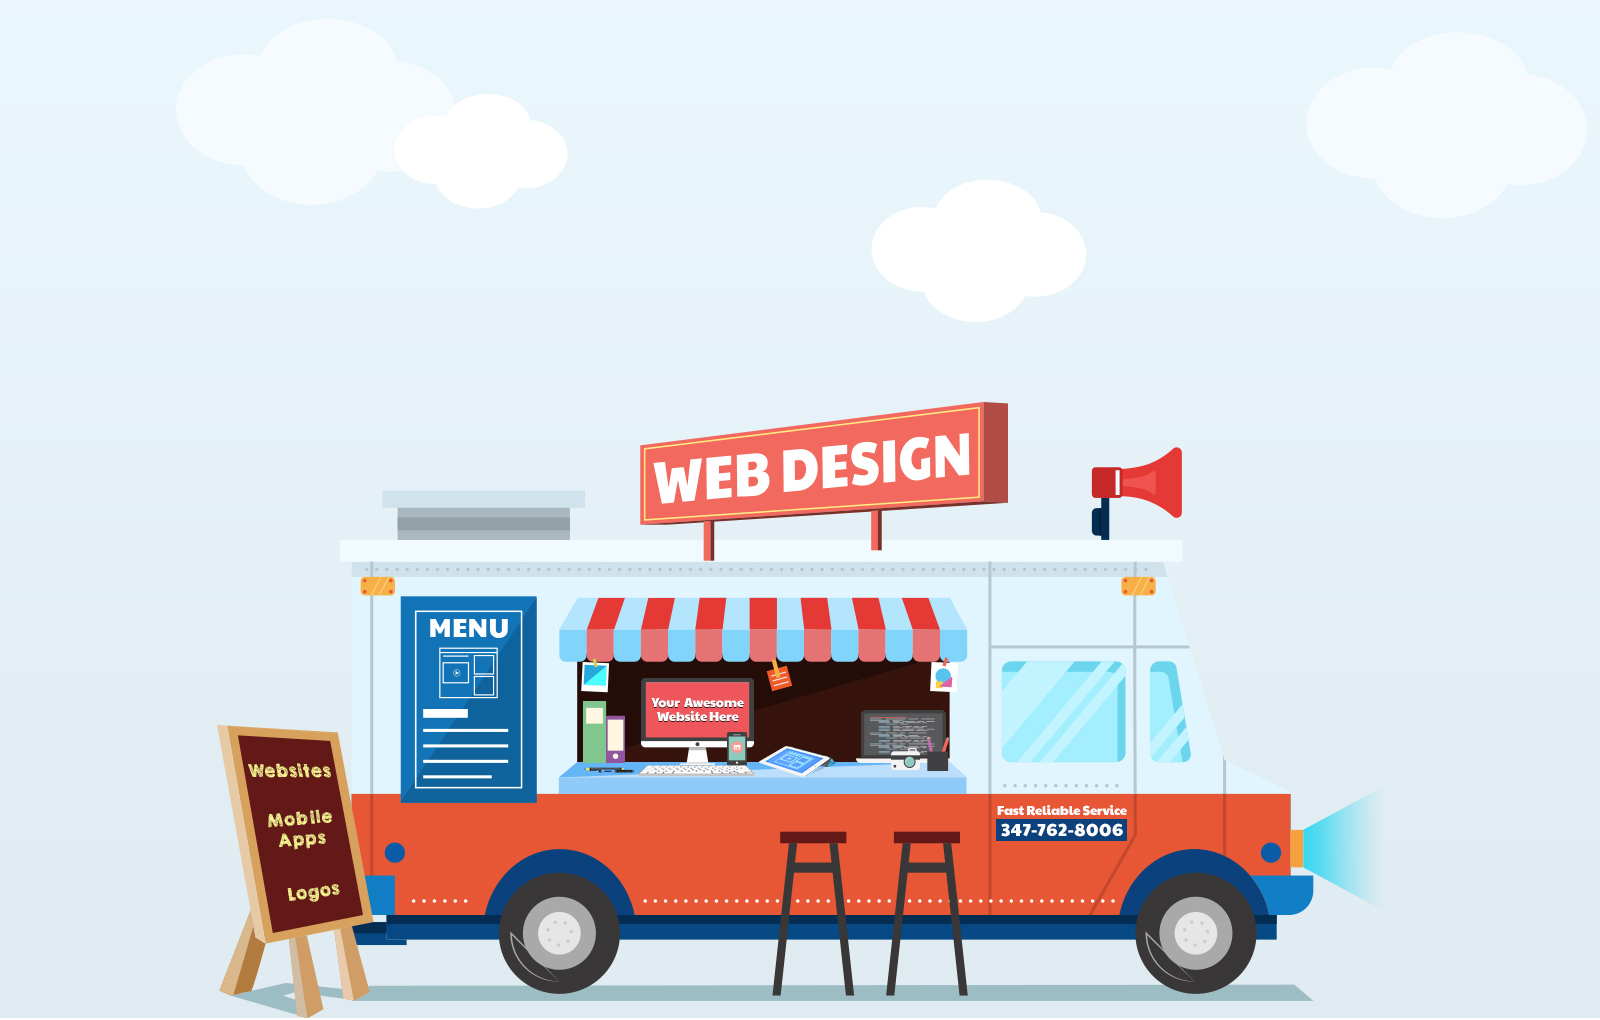 WEB DESIGN
MENU
Your Awesome
Website Here
Websites
Mobile
Apps
Logos
Fast Reliable Service
347-762-8006